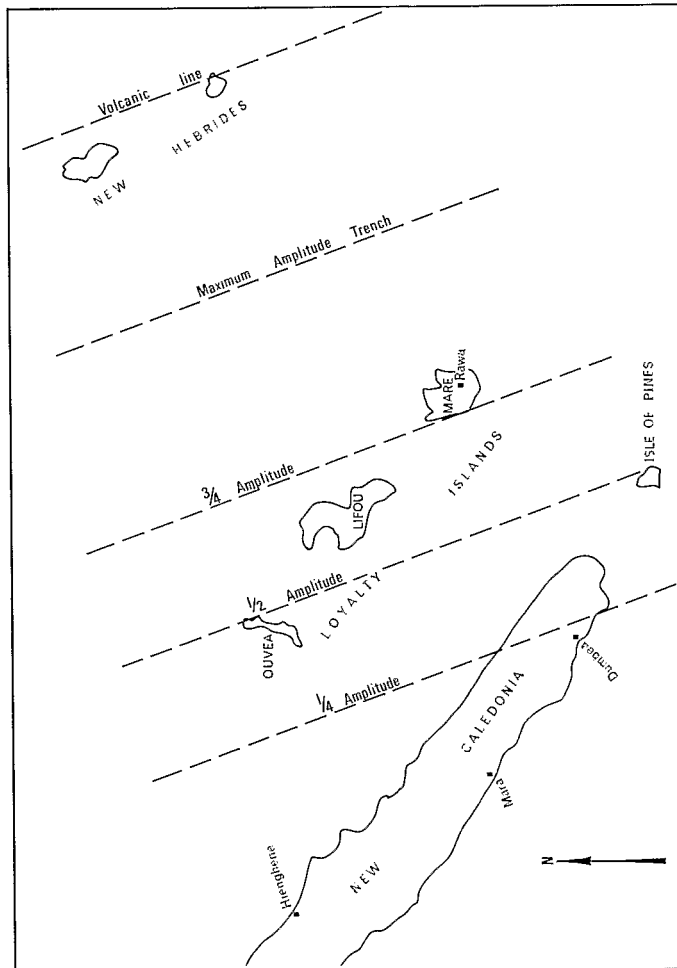 Volcanic line
NEW HEBRIDES
Maximum Amplitude Trench
3/4 Amplitude
MARE
Rawa
LIFOU
1/2 Amplitude
OUVEA
LOYALTY ISLANDS
ISLE OF PINES
1/4 Amplitude
NEW CALEDONIA
Dumbea
Mara
Hienghene
N